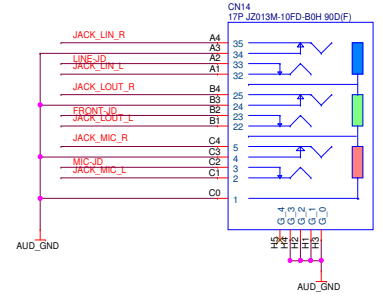 CN14
17P JZ013M-10FD-B0H 90D(F)
JACK_LIN_R A4 35
A3 34
LINE-JD A2 33
JACK_LIN_L A1 32
JACK_LOUT_R B4 25
B3 24
FRONT-JD B2 23
JACK_LOUT_L B1 22
JACK_MIC_R C4 5
C3 4
MIC-JD C2 3
JACK_MIC_L C1 2
C0 1
G_4 G_3 G_2 G_1 G_0
H5 H4 H2 H1 H3
AUD_GND
AUD_GND